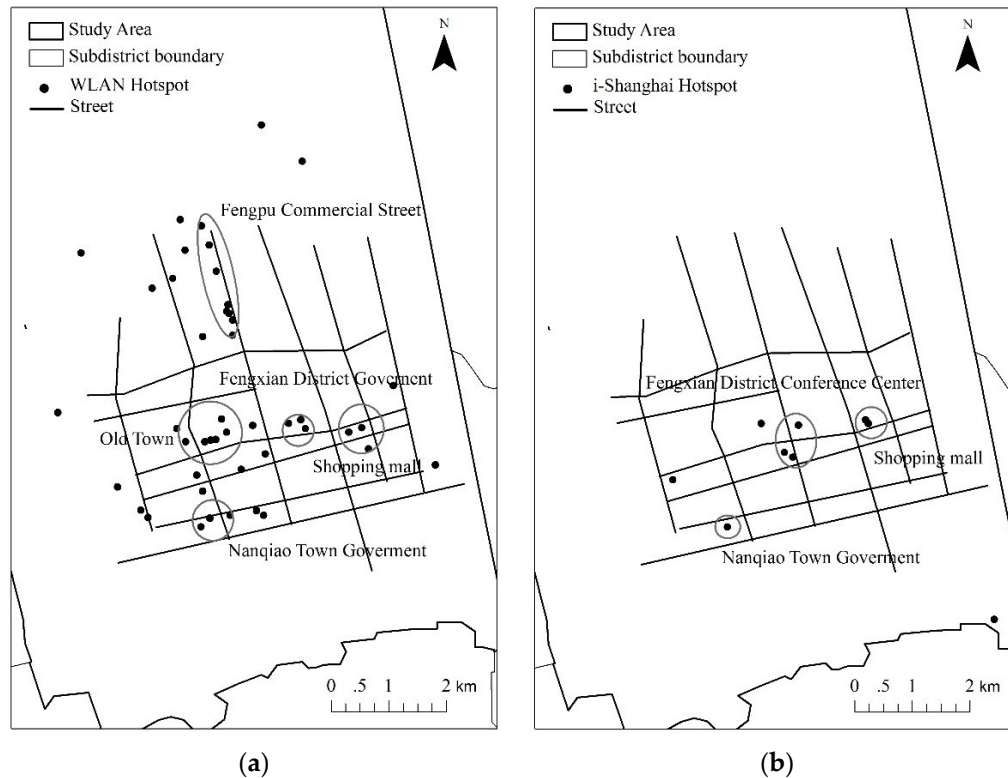 N
Study Area
Subdistrict boundary
WLAN Hotspot
Street
Fengpu Commercial Street
Fengxian District Goverment
Old Town
Shopping mall
Nanqiao Town Goverment
0 .5 1 2 km
(a)
N
Study Area
Subdistrict boundary
i-Shanghai Hotspot
Street
Fengxian District Conference Center
Shopping mall
Nanqiao Town Goverment
0 .5 1 2 km
(b)